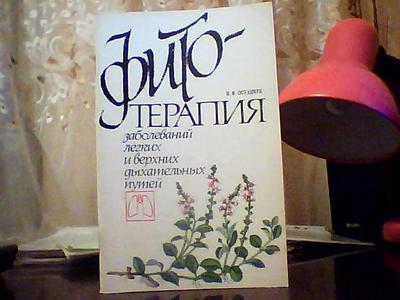 фито-
ТЕРАПИЯ
заболеваний
легких
и верхних
дыхательных
путей